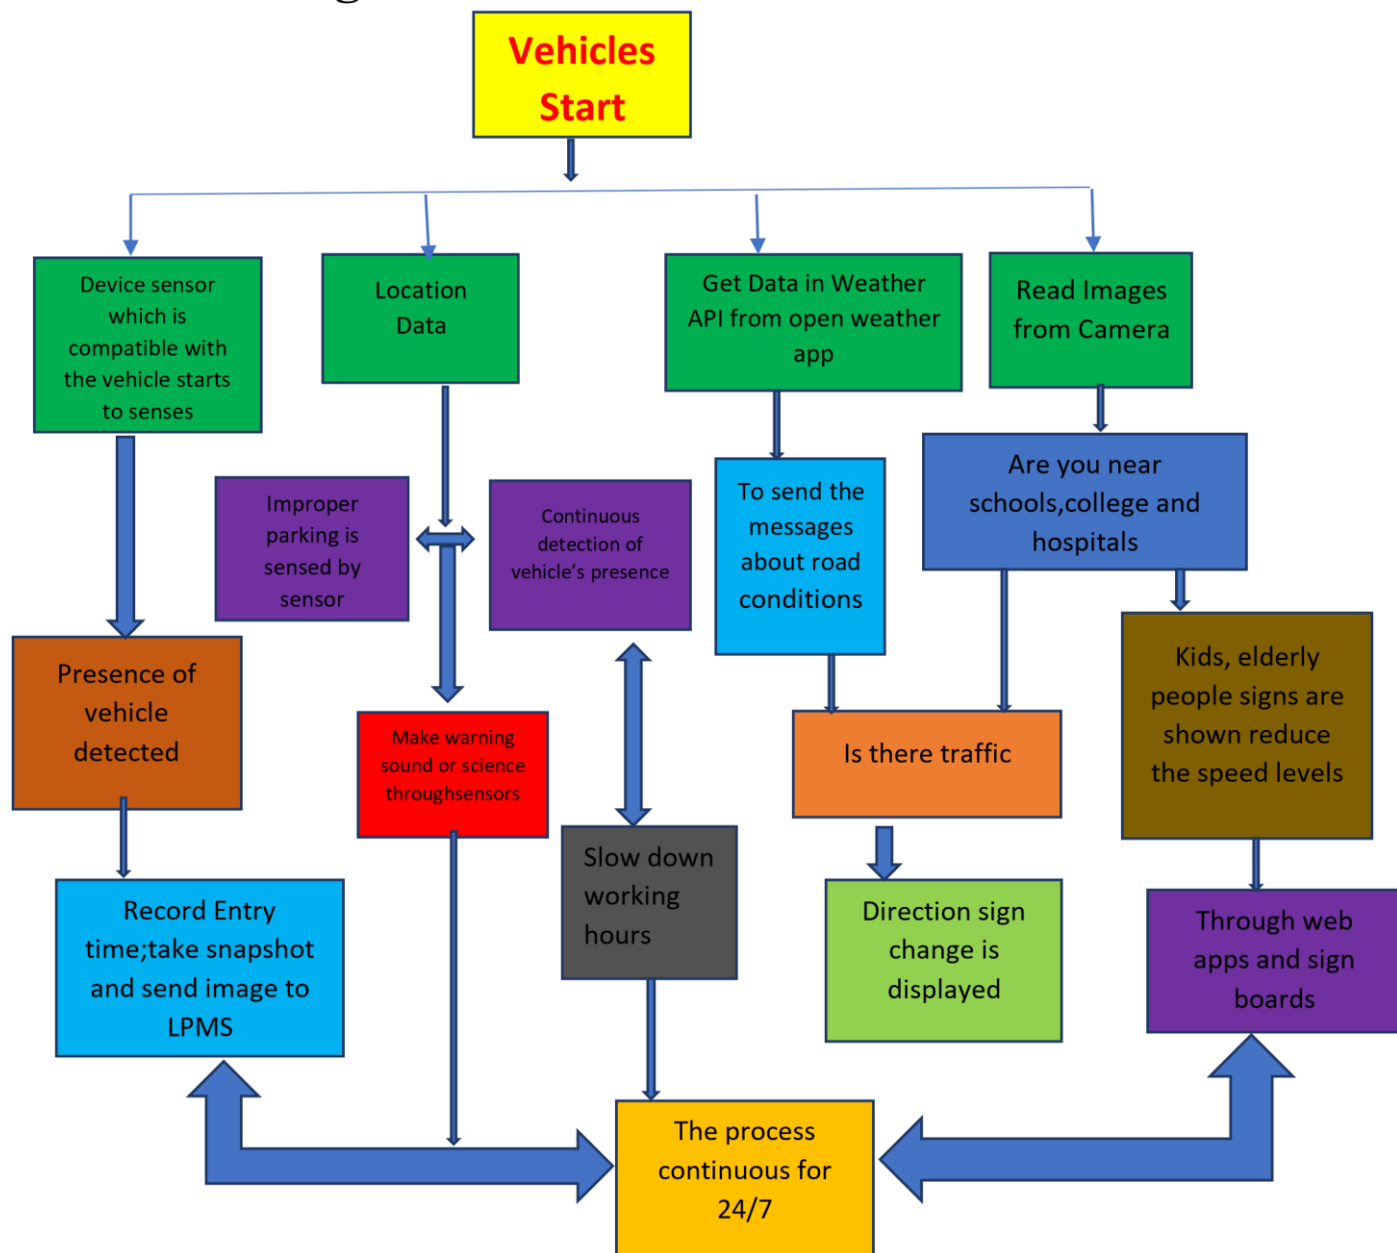 Vehicles
Start
Device sensor
which is
compatible with
the vehicle starts
to senses
Location
Data
Get Data in Weather
API from open weather
app
Read Images
from Camera
Improper
parking is
sensed by
sensor
Continuous
detection of
vehicle's presence
To send the
messages
about road
conditions
Are you near
schools,college and
hospitals
Presence of
vehicle
detected
Make warning
sound or science
throughsensors
Is there traffic
Kids, elderly
people signs are
shown reduce
the speed levels
Record Entry
time;take snapshot
and send image to
LPMS
Slow down
working
hours
Direction sign
change is
displayed
Through web
apps and sign
boards
The process
continuous for
24/7